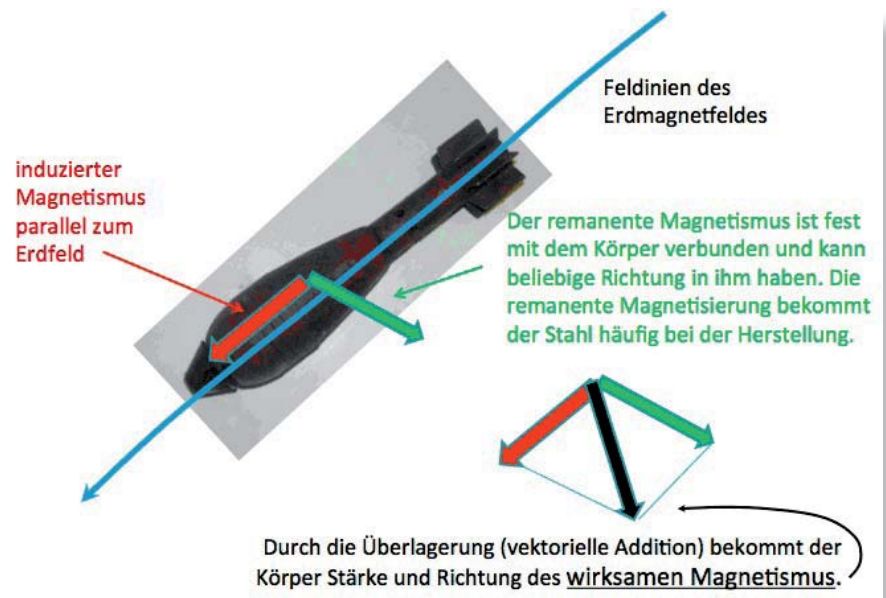 Feldinien des
Erdmagnetfeldes
induzierter
Magnetismus
parallel zum
Erdfeld
Der remanente Magnetismus ist fest
mit dem Körper verbunden und kann
beliebige Richtung in ihm haben. Die
remanente Magnetisierung bekommt
der Stahl häufig bei der Herstellung.
Durch die Überlagerung (vektorielle Addition) bekommt der
Körper Stärke und Richtung des wirksamen Magnetismus.